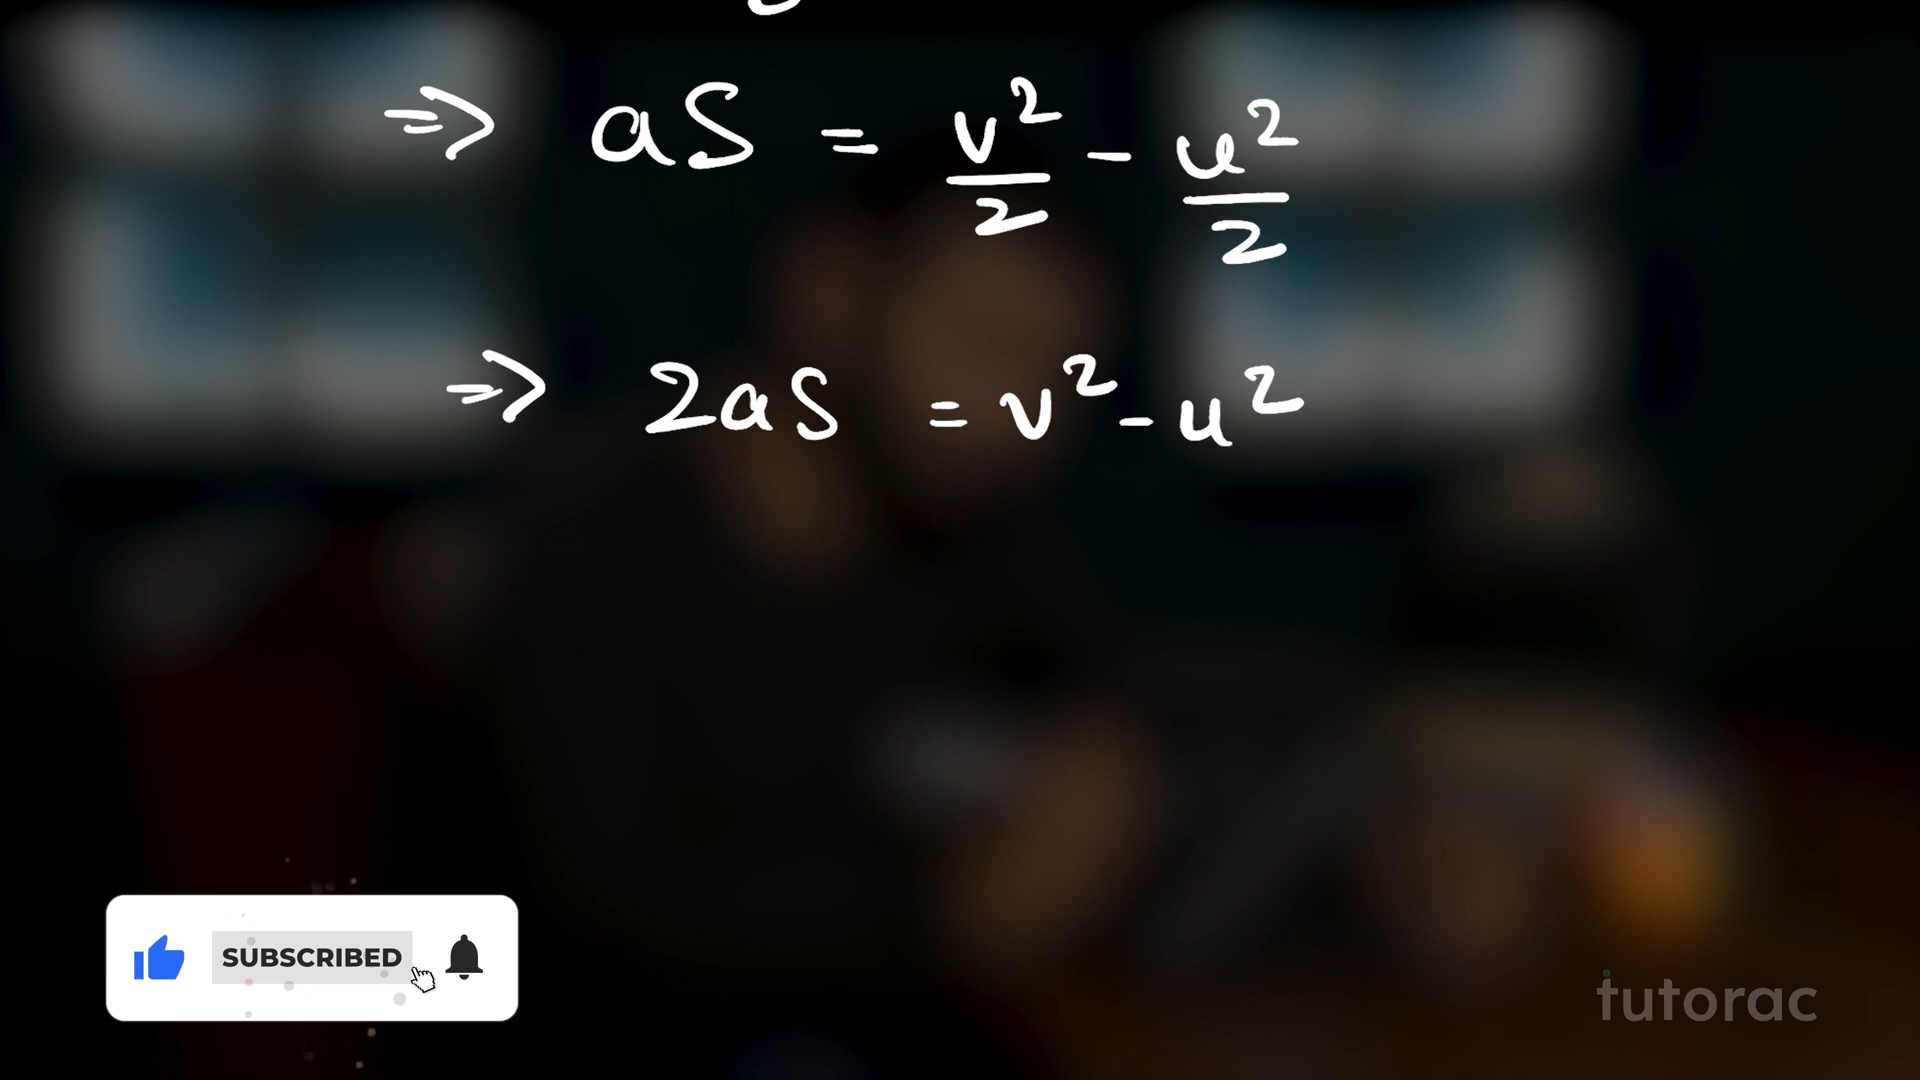 ⇒ aS = v²/2 - u²/2
⇒ 2aS = v² - u²
SUBSCRIBED
tutorac